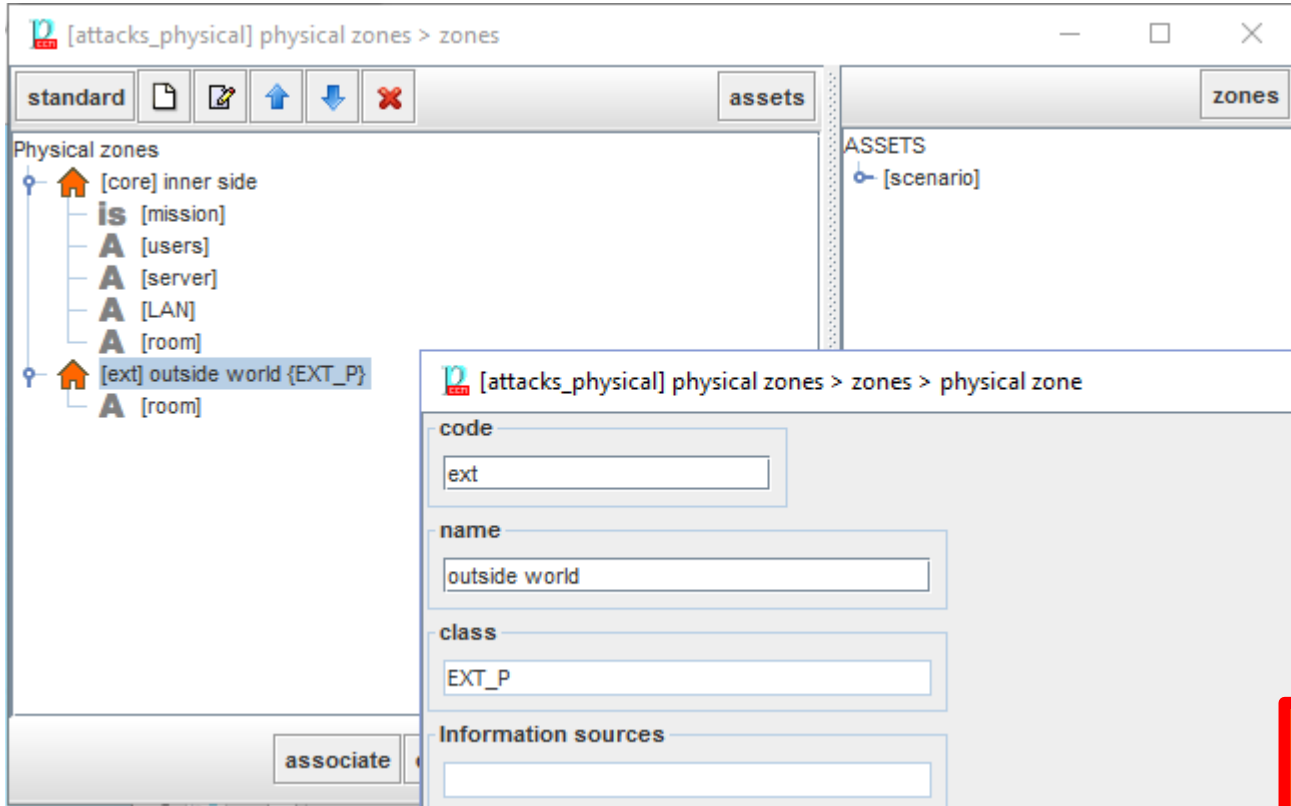 [attacks_physical] physical zones > zones
standard
assets
zones
Physical zones
[core] inner side
is [mission]
A [users]
A [server]
A [LAN]
A [room]
[ext] outside world {EXT_P}
A [room]
ASSETS
[scenario]
associate
[attacks_physical] physical zones > zones > physical zone
code
ext
name
outside world
class
EXT_P
Information sources